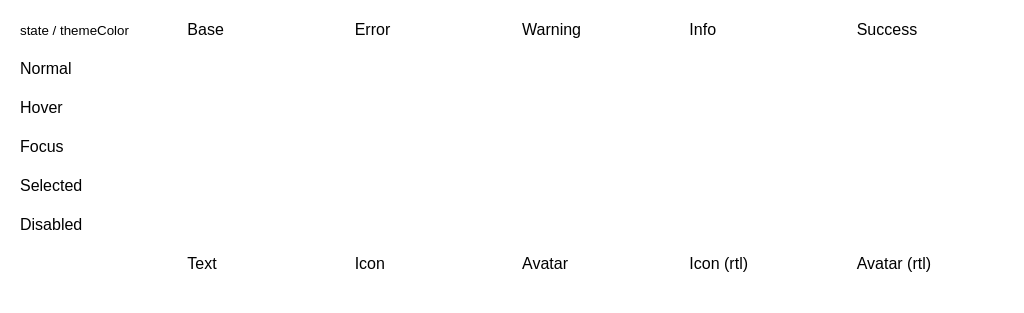 state / themeColor Base Error Warning Info Success
Normal
Hover
Focus
Selected
Disabled
Text Icon Avatar Icon (rtl) Avatar (rtl)